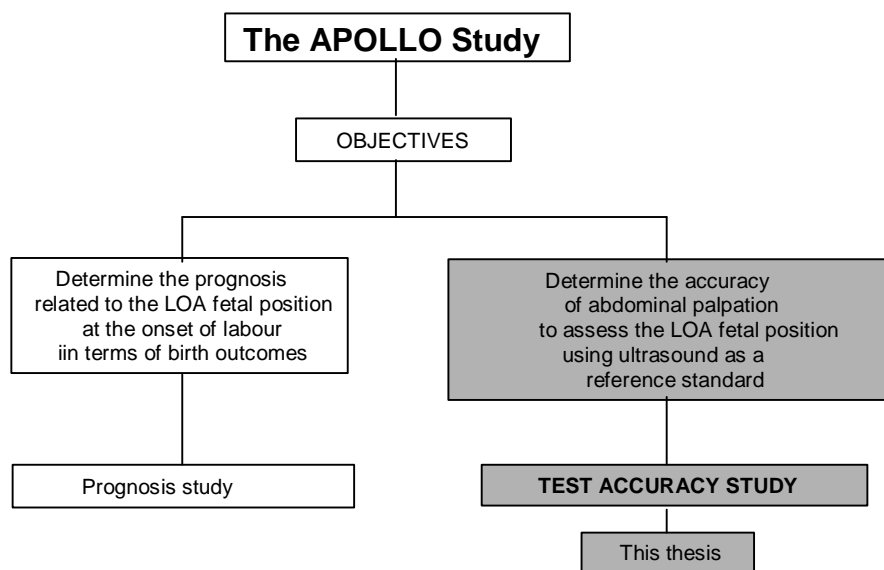 The APOLLO Study
OBJECTIVES
Determine the prognosis
related to the LOA fetal position
at the onset of labour
iin terms of birth outcomes
Determine the accuracy
of abdominal palpation
to assess the LOA fetal position
using ultrasound as a
reference standard
Prognosis study
TEST ACCURACY STUDY
This thesis